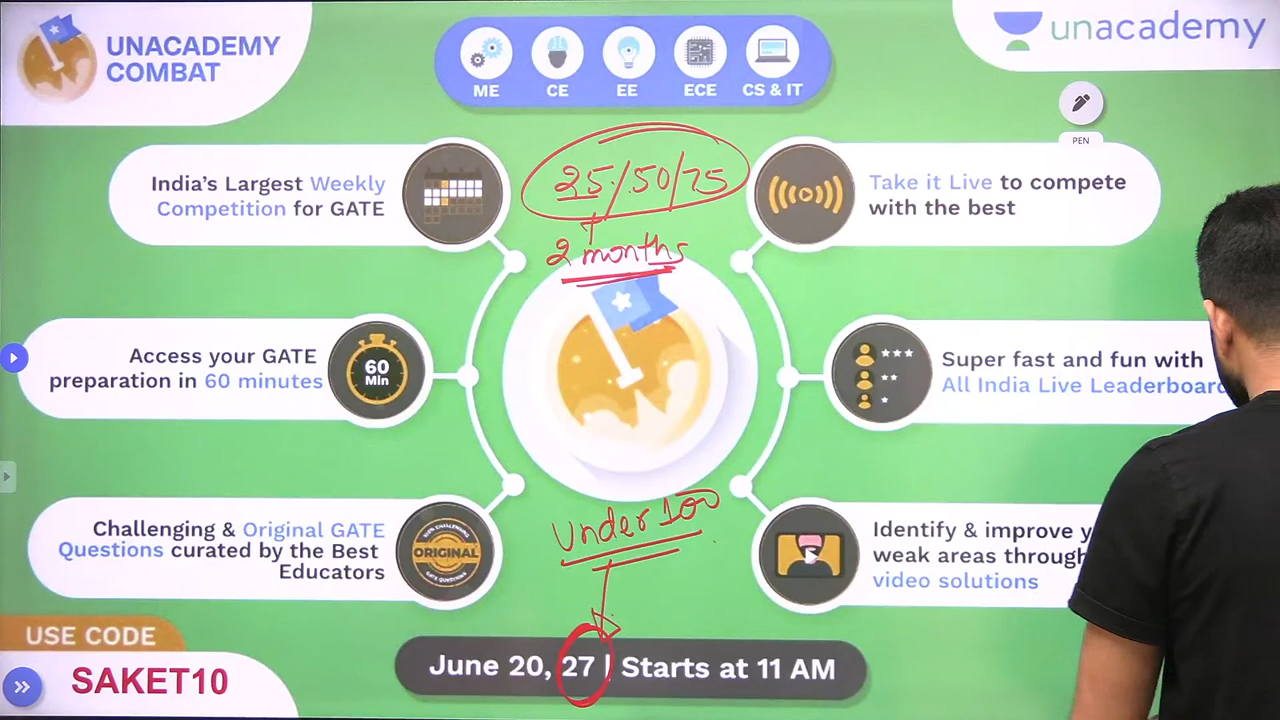 UNACADEMY
COMBAT
ME
CE
EE
ECE
CS & IT
unacademy
PEN
India's Largest Weekly
Competition for GATE
25/50/75
2 months
Take it Live to compete
with the best
Access your GATE
preparation in 60 minutes
60
Min
Super fast and fun with
All India Live Leaderboard
Challenging & Original GATE
Questions curated by the Best
Educators
ORIGINAL
GATE QUESTIONS
Under 100
Identify & improve y
weak areas through
video solutions
USE CODE
SAKET10
June 20, 27 | Starts at 11 AM